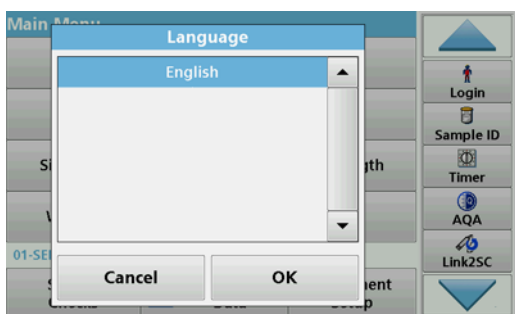 Main Menu
Language
English
Login
Sample ID
Timer
AQA
Link2SC
Cancel
OK